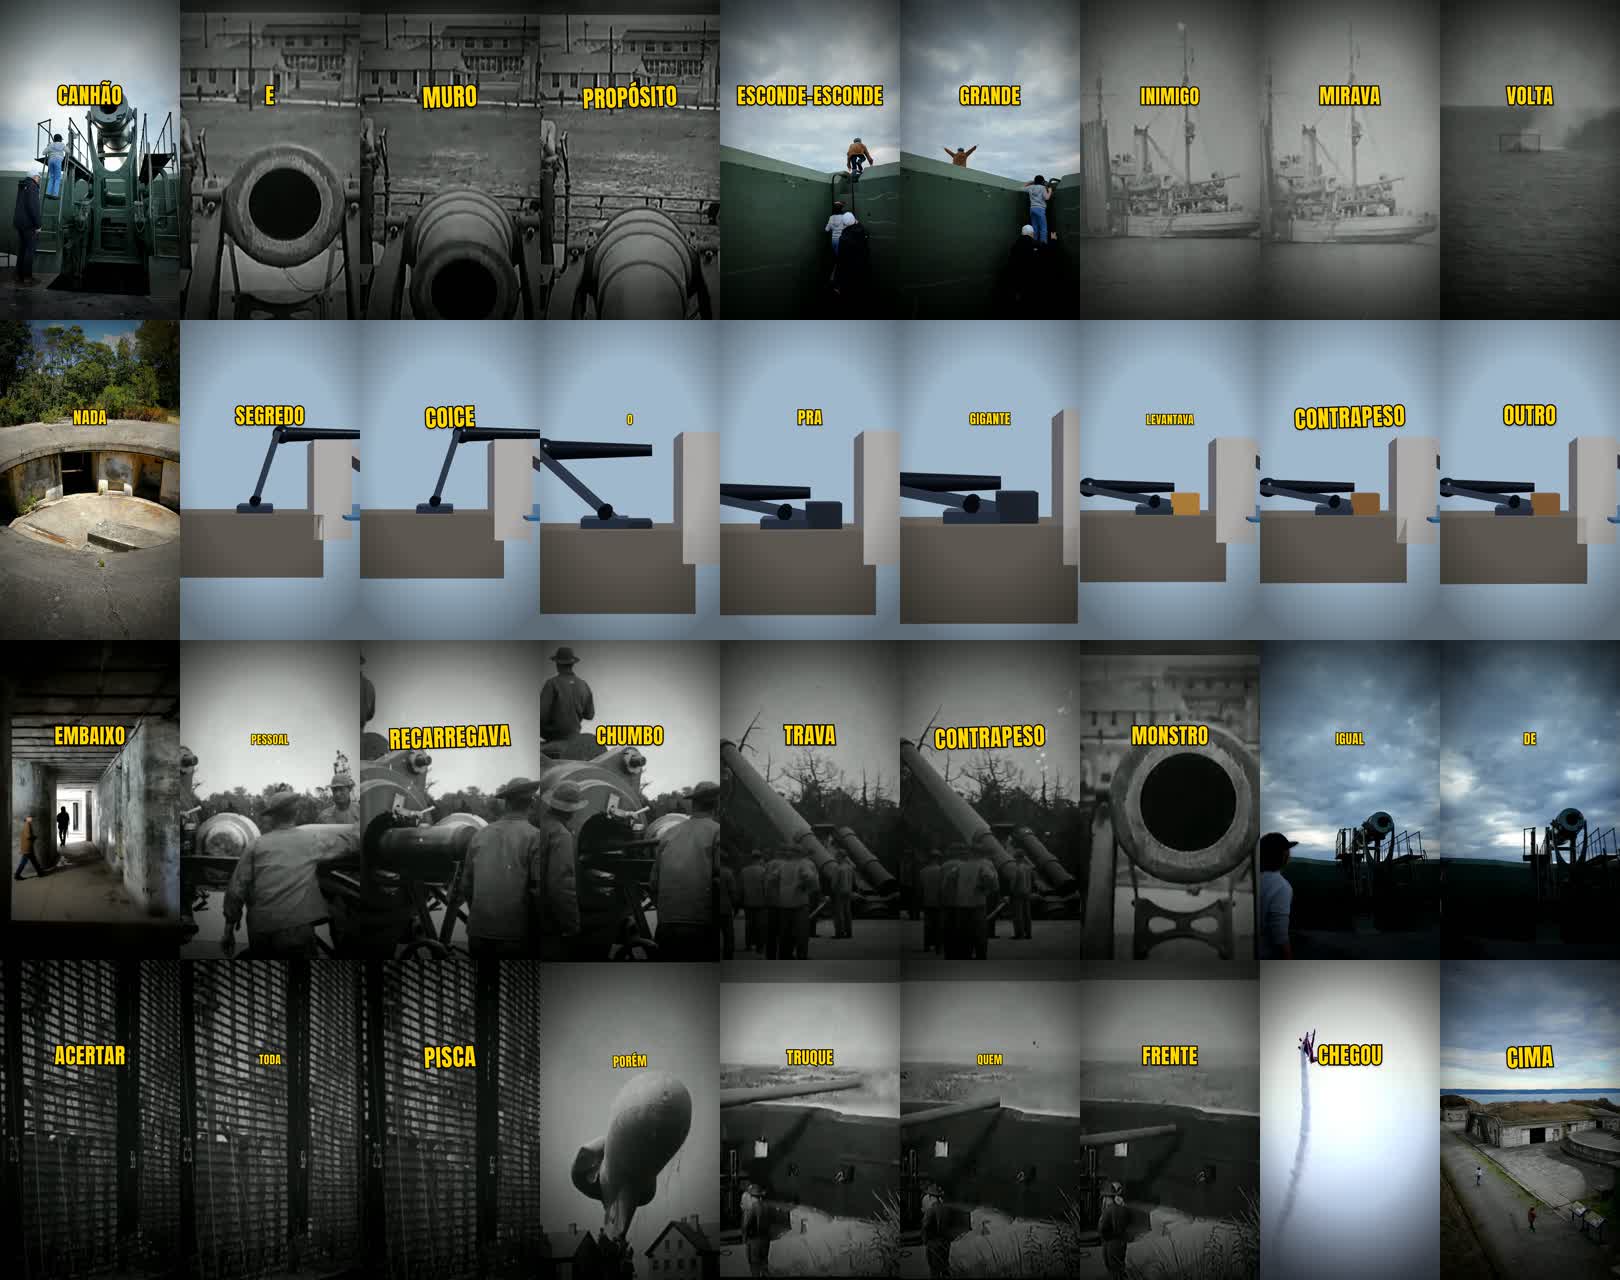 CANHÃO
E
MURO
PROPÓSITO
ESCONDE-ESCONDE
GRANDE
INIMIGO
MIRAVA
VOLTA
NADA
SEGREDO
COICE
O
PRA
GIGANTE
LEVANTAVA
CONTRAPESO
OUTRO
EMBAIXO
PESSOAL
RECARREGAVA
CHUMBO
TRAVA
CONTRAPESO
MONSTRO
IGUAL
DE
ACERTAR
TODA
PISCA
PORÉM
TRUQUE
QUEM
FRENTE
CHEGOU
CIMA